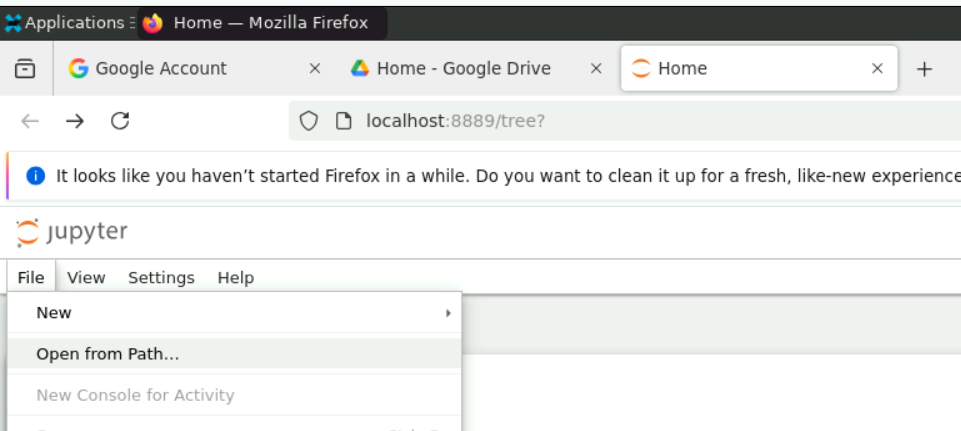 Applications Home — Mozilla Firefox
Google Account Home - Google Drive Home
localhost:8889/tree?
It looks like you haven’t started Firefox in a while. Do you want to clean it up for a fresh, like-new experience
jupyter
File View Settings Help
New
Open from Path…
New Console for Activity